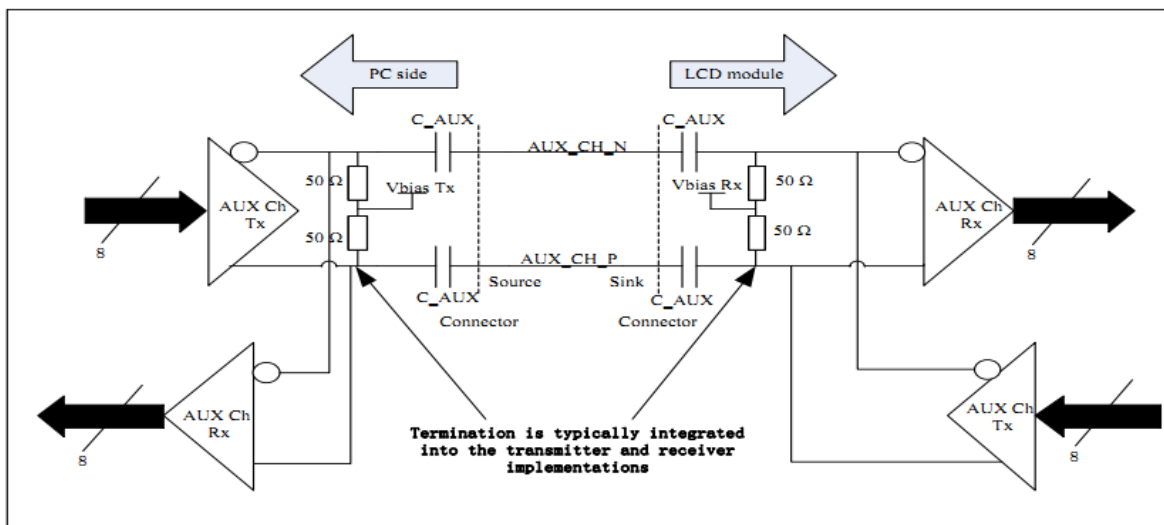 PC side
LCD module
C_AUX
C_AUX
AUX_CH_N
50 Ω
Vbias Tx
Vbias Rx
50 Ω
AUX Ch
Tx
AUX Ch
Rx
50 Ω
50 Ω
8
8
AUX_CH_P
C_AUX
Source
Sink
C_AUX
Connector
Connector
AUX Ch
Rx
AUX Ch
Tx
8
8
Termination is typically integrated
into the transmitter and receiver
implementations